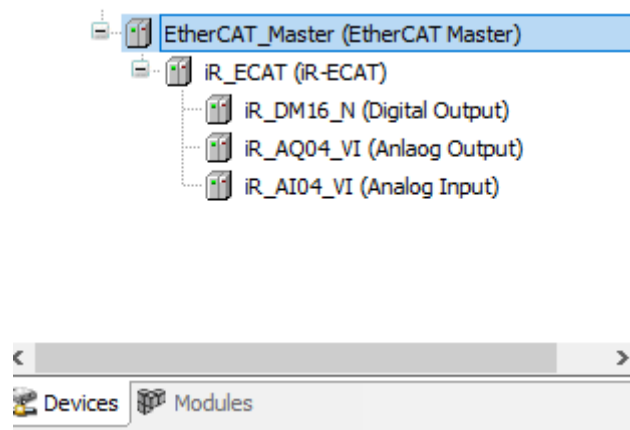 EtherCAT_Master (EtherCAT Master)
iR_ECAT (iR-ECAT)
iR_DM16_N (Digital Output)
iR_AQ04_VI (Anlaog Output)
iR_AI04_VI (Analog Input)
Devices Modules